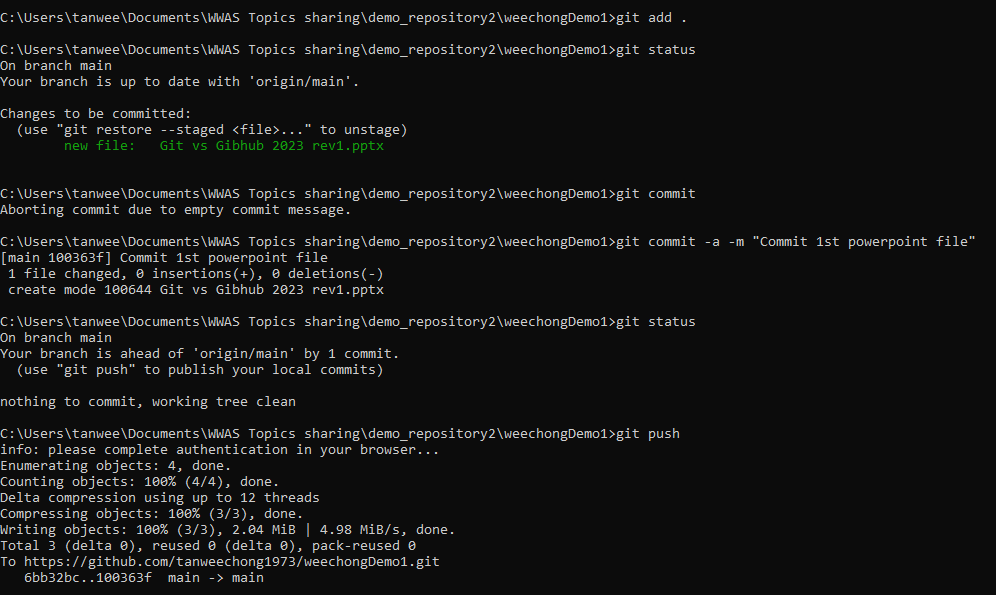 C:\Users\tanwee\Documents\WWAS Topics sharing\demo_repository2\weechongDemo1>git add .
C:\Users\tanwee\Documents\WWAS Topics sharing\demo_repository2\weechongDemo1>git status
On branch main
Your branch is up to date with 'origin/main'.
Changes to be committed:
  (use "git restore --staged <file>..." to unstage)
        new file:   Git vs Gibhub 2023 rev1.pptx
C:\Users\tanwee\Documents\WWAS Topics sharing\demo_repository2\weechongDemo1>git commit
Aborting commit due to empty commit message.
C:\Users\tanwee\Documents\WWAS Topics sharing\demo_repository2\weechongDemo1>git commit -a -m "Commit 1st powerpoint file"
[main 100363f] Commit 1st powerpoint file
 1 file changed, 0 insertions(+), 0 deletions(-)
 create mode 100644 Git vs Gibhub 2023 rev1.pptx
C:\Users\tanwee\Documents\WWAS Topics sharing\demo_repository2\weechongDemo1>git status
On branch main
Your branch is ahead of 'origin/main' by 1 commit.
  (use "git push" to publish your local commits)
nothing to commit, working tree clean
C:\Users\tanwee\Documents\WWAS Topics sharing\demo_repository2\weechongDemo1>git push
info: please complete authentication in your browser...
Enumerating objects: 4, done.
Counting objects: 100% (4/4), done.
Delta compression using up to 12 threads
Compressing objects: 100% (3/3), done.
Writing objects: 100% (3/3), 2.04 MiB | 4.98 MiB/s, done.
Total 3 (delta 0), reused 0 (delta 0), pack-reused 0
To https://github.com/tanweechong1973/weechongDemo1.git
   6bb32bc..100363f  main -> main